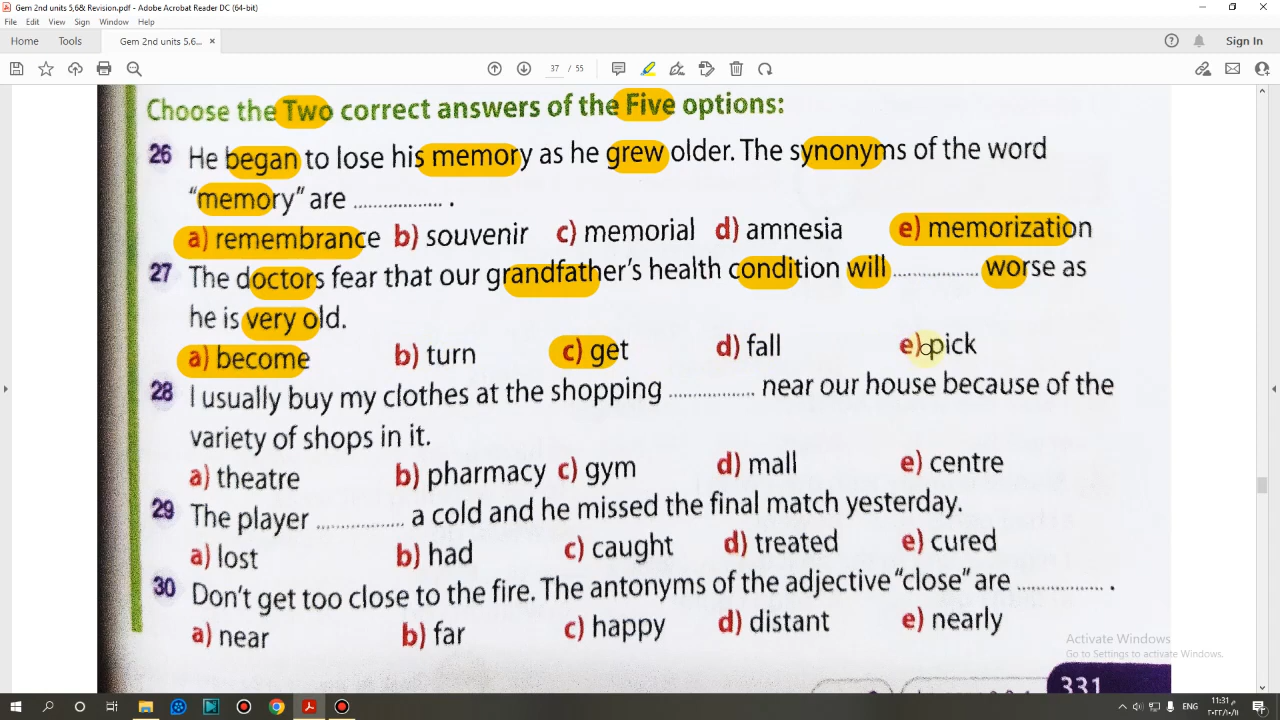 Gem 2nd units 5,6& Revision.pdf - Adobe Acrobat Reader DC (64-bit)
File Edit View Sign Window Help
Home Tools Gem 2nd units 5,6... × Sign In
37 / 55
Choose the Two correct answers of the Five options:
26 He began to lose his memory as he grew older. The synonyms of the word
"memory" are .................. .
a) remembrance b) souvenir c) memorial d) amnesia e) memorization
27 The doctors fear that our grandfather's health condition will .................. worse as
he is very old.
a) become b) turn c) get d) fall e) pick
28 I usually buy my clothes at the shopping .................. near our house because of the
variety of shops in it.
a) theatre b) pharmacy c) gym d) mall e) centre
29 The player .................. a cold and he missed the final match yesterday.
a) lost b) had c) caught d) treated e) cured
30 Don't get too close to the fire. The antonyms of the adjective "close" are .................. .
a) near b) far c) happy d) distant e) nearly
Activate Windows
Go to Settings to activate Windows.
331
ENG
11:31 م